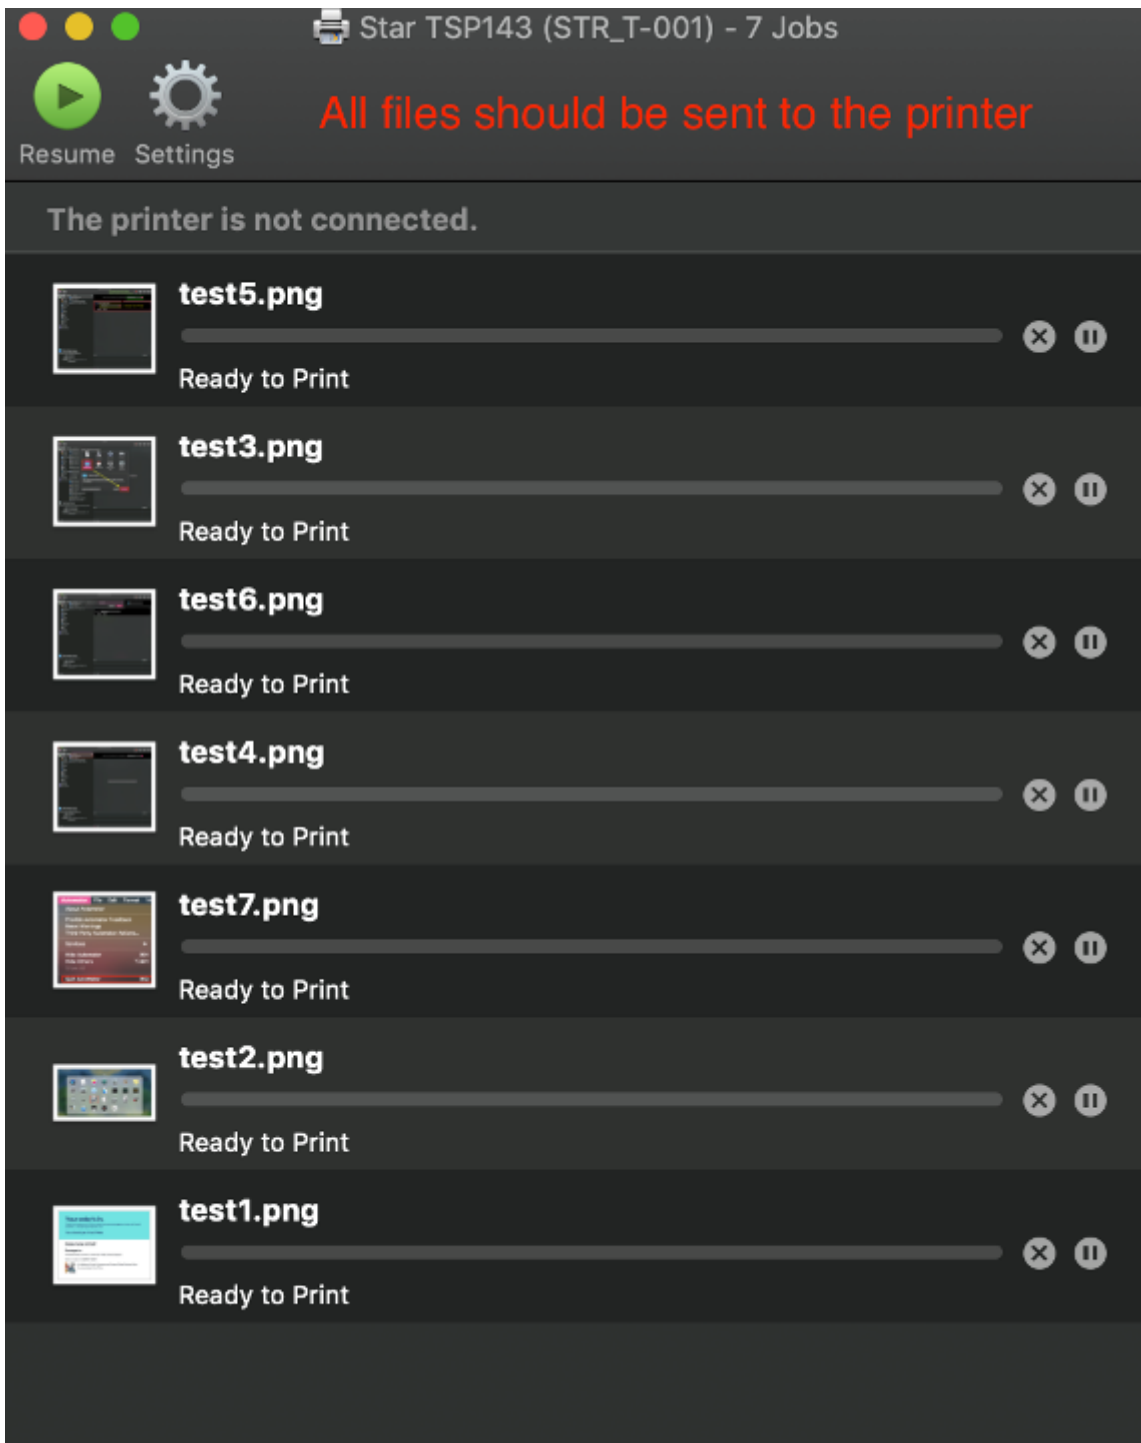 Star TSP143 (STR_T-001) - 7 Jobs
Resume Settings
All files should be sent to the printer
The printer is not connected.
test5.png
Ready to Print
test3.png
Ready to Print
test6.png
Ready to Print
test4.png
Ready to Print
test7.png
Ready to Print
test2.png
Ready to Print
test1.png
Ready to Print